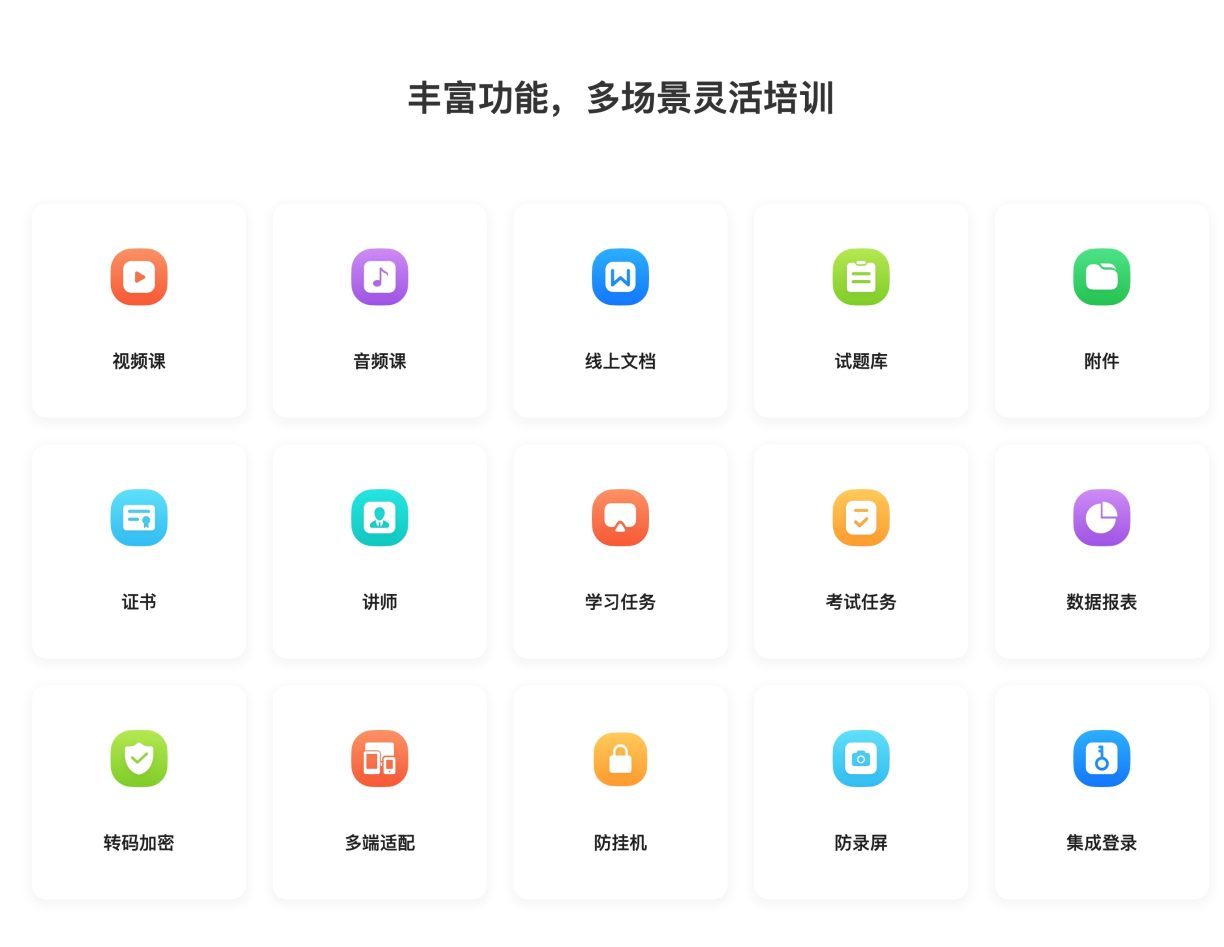 丰富功能，多场景灵活培训
视频课
音频课
线上文档
试题库
附件
证书
讲师
学习任务
考试任务
数据报表
转码加密
多端适配
防挂机
防录屏
集成登录